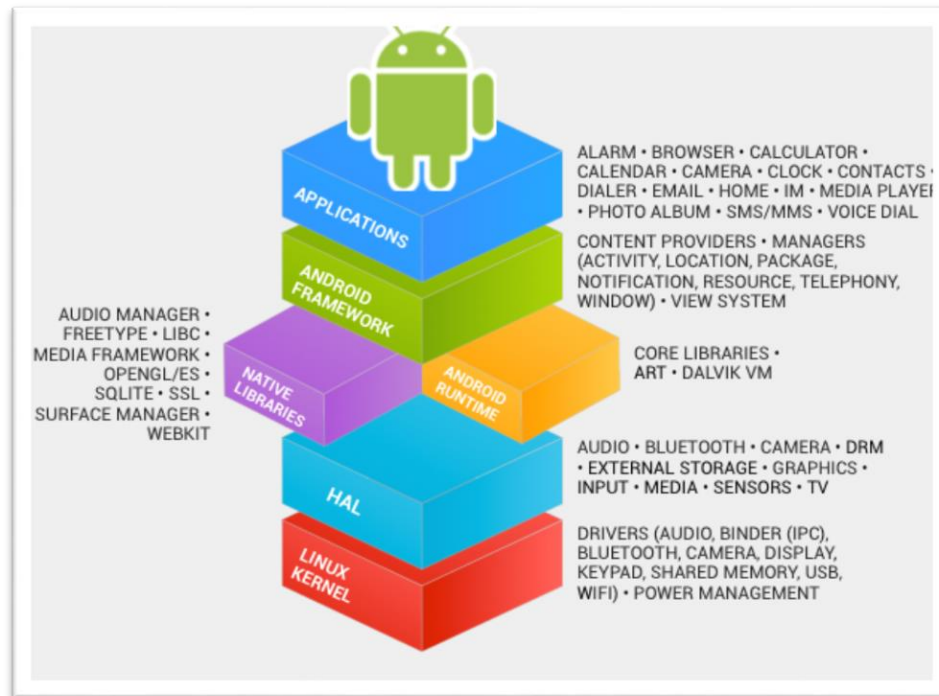 ALARM • BROWSER • CALCULATOR •
CALENDAR • CAMERA • CLOCK • CONTACTS •
DIALER • EMAIL • HOME • IM • MEDIA PLAYER
• PHOTO ALBUM • SMS/MMS • VOICE DIAL
APPLICATIONS
CONTENT PROVIDERS • MANAGERS
(ACTIVITY, LOCATION, PACKAGE,
NOTIFICATION, RESOURCE, TELEPHONY,
WINDOW) • VIEW SYSTEM
ANDROID
FRAMEWORK
AUDIO MANAGER •
FREETYPE • LIBC •
MEDIA FRAMEWORK •
OPENGL/ES •
SQLITE • SSL •
SURFACE MANAGER •
WEBKIT
NATIVE
LIBRARIES
ANDROID
RUNTIME
CORE LIBRARIES •
ART • DALVIK VM
HAL
AUDIO • BLUETOOTH • CAMERA • DRM
• EXTERNAL STORAGE • GRAPHICS •
INPUT • MEDIA • SENSORS • TV
LINUX
KERNEL
DRIVERS (AUDIO, BINDER (IPC),
BLUETOOTH, CAMERA, DISPLAY,
KEYPAD, SHARED MEMORY, USB,
WIFI) • POWER MANAGEMENT